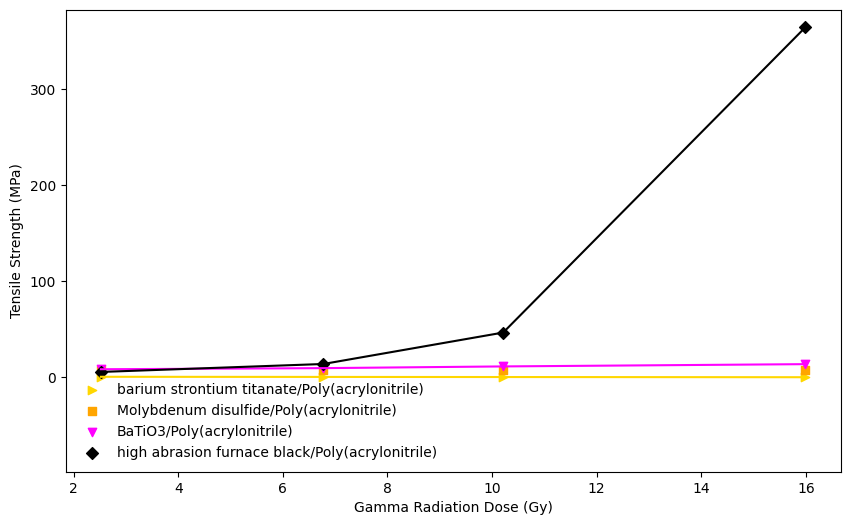 300
200
100
0
Tensile Strength (MPa)
barium strontium titanate/Poly(acrylonitrile)
Molybdenum disulfide/Poly(acrylonitrile)
BaTiO3/Poly(acrylonitrile)
high abrasion furnace black/Poly(acrylonitrile)
2 4 6 8 10 12 14 16
Gamma Radiation Dose (Gy)